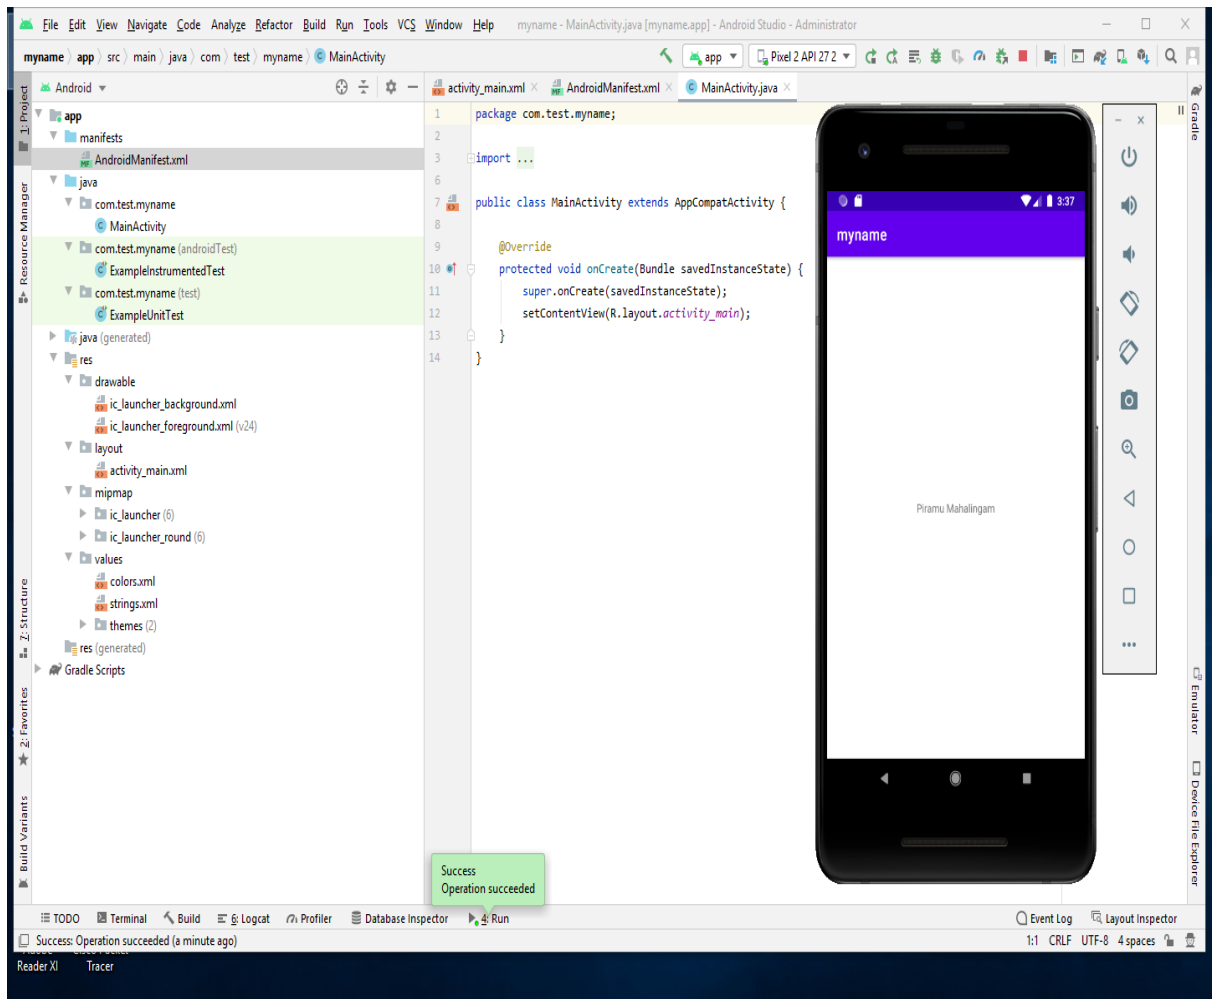 File Edit View Navigate Code Analyze Refactor Build Run Tools VCS Window Help myname - MainActivity.java [myname.app] - Android Studio - Administrator
myname app src main java com test myname MainActivity app Pixel 2 API 27 2
Android activity_main.xml AndroidManifest.xml MainActivity.java
1: Project
Resource Manager
Z: Structure
2: Favorites
Build Variants
app
manifests
AndroidManifest.xml
java
com.test.myname
MainActivity
com.test.myname (androidTest)
ExampleInstrumentedTest
com.test.myname (test)
ExampleUnitTest
java (generated)
res
drawable
ic_launcher_background.xml
ic_launcher_foreground.xml (v24)
layout
activity_main.xml
mipmap
ic_launcher (6)
ic_launcher_round (6)
values
colors.xml
strings.xml
themes (2)
res (generated)
Gradle Scripts
1 package com.test.myname;
2
3 import ...
6
7 public class MainActivity extends AppCompatActivity {
8
9 @Override
10 protected void onCreate(Bundle savedInstanceState) {
11 super.onCreate(savedInstanceState);
12 setContentView(R.layout.activity_main);
13 }
14 }
3:37
myname
Piramu Mahalingam
Gradle
Emulator
Device File Explorer
Success
Operation succeeded
TODO Terminal Build 6: Logcat Profiler Database Inspector 4: Run Event Log Layout Inspector
Success: Operation succeeded (a minute ago) 1:1 CRLF UTF-8 4 spaces
Reader XI Tracer